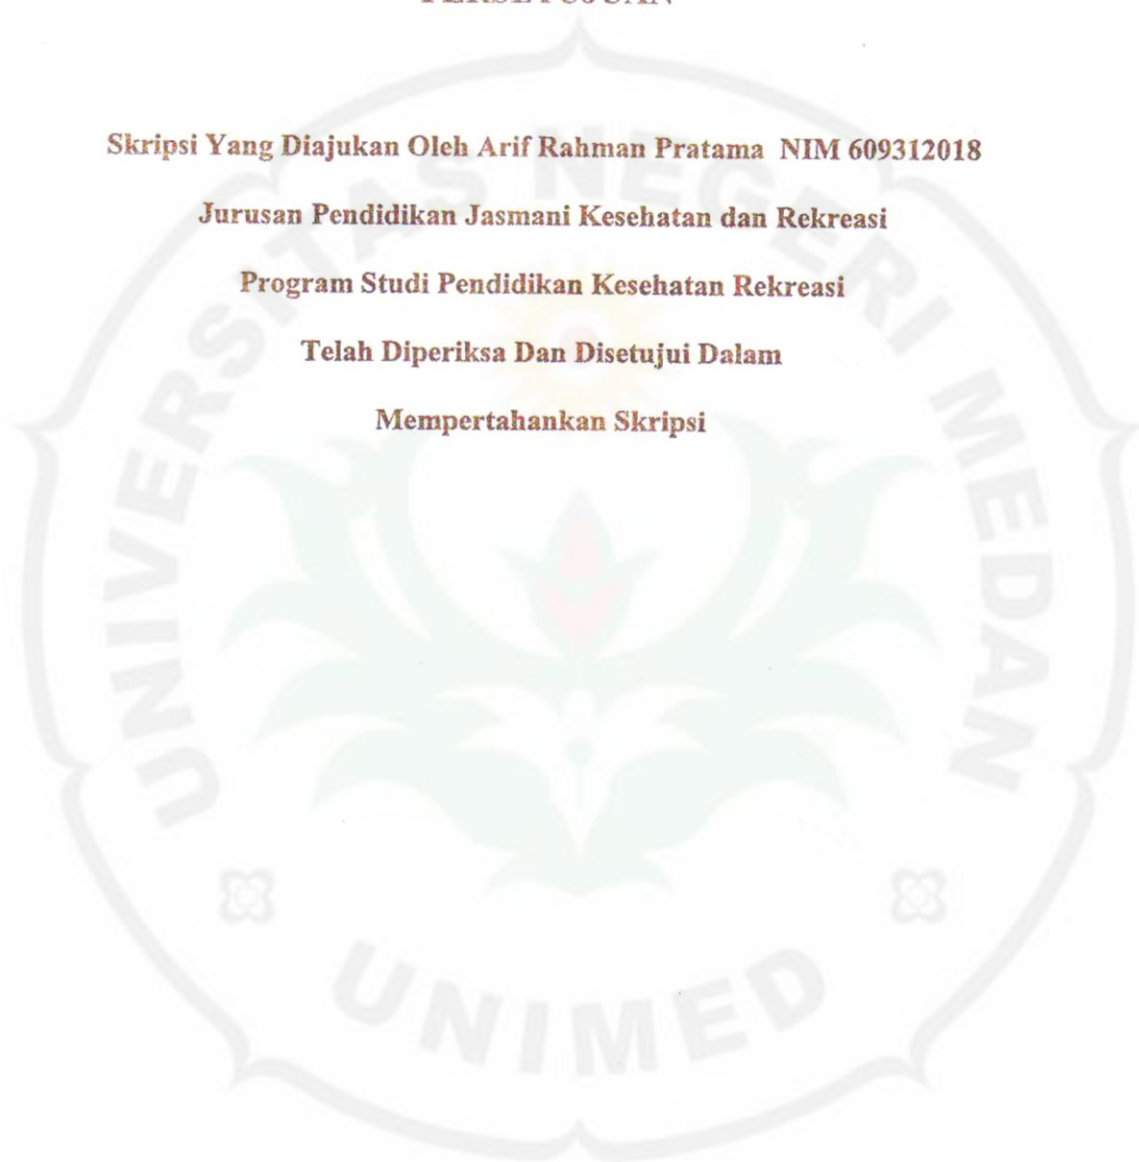 PERSETUJUAN
Skripsi Yang Diajukan Oleh Arif Rahman Pratama NIM 609312018
Jurusan Pendidikan Jasmani Kesehatan dan Rekreasi
Program Studi Pendidikan Kesehatan Rekreasi
Telah Diperiksa Dan Disetujui Dalam
Mempertahankan Skripsi
UNIVERSITAS NEGERI MEDAN
UNIMED